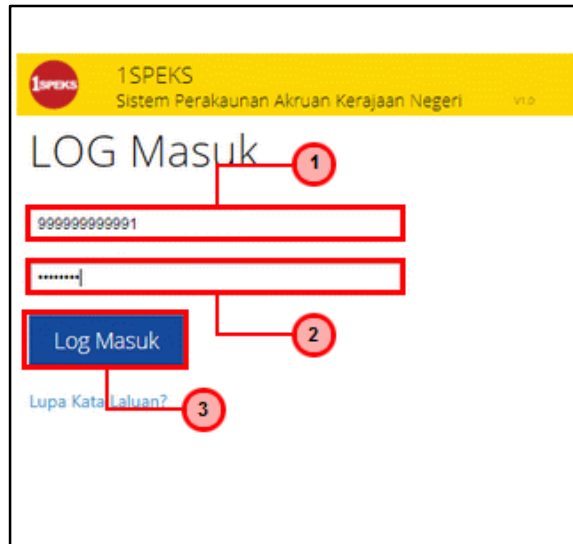 1SPEKS
1SPEKS
Sistem Perakaunan Akruan Kerajaan Negeri V1.0
LOG Masuk
1
999999999991
••••••••
2
Log Masuk
Lupa Kata Laluan?
3